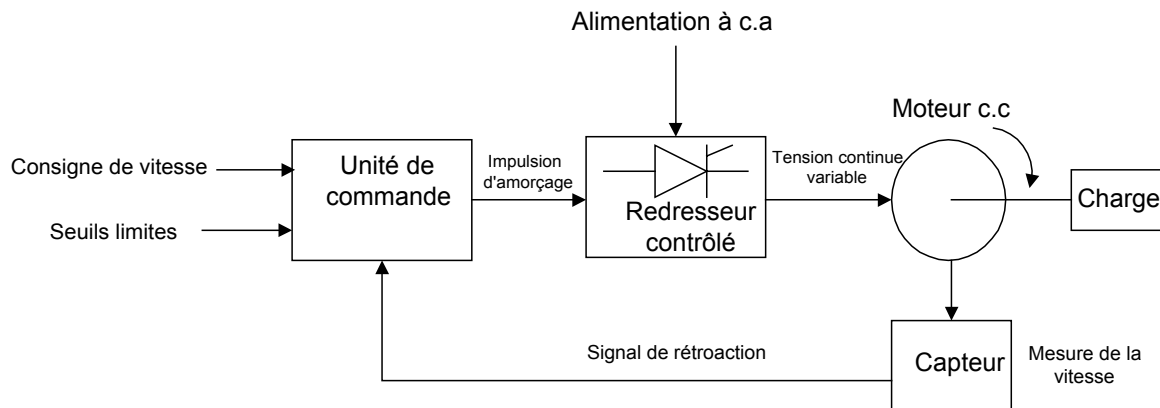 Alimentation à c.a
Moteur c.c
Consigne de vitesse
Seuils limites
Unité de
commande
Impulsion
d'amorçage
Redresseur
contrôlé
Tension continue
variable
Charge
Signal de rétroaction
Capteur
Mesure de la
vitesse